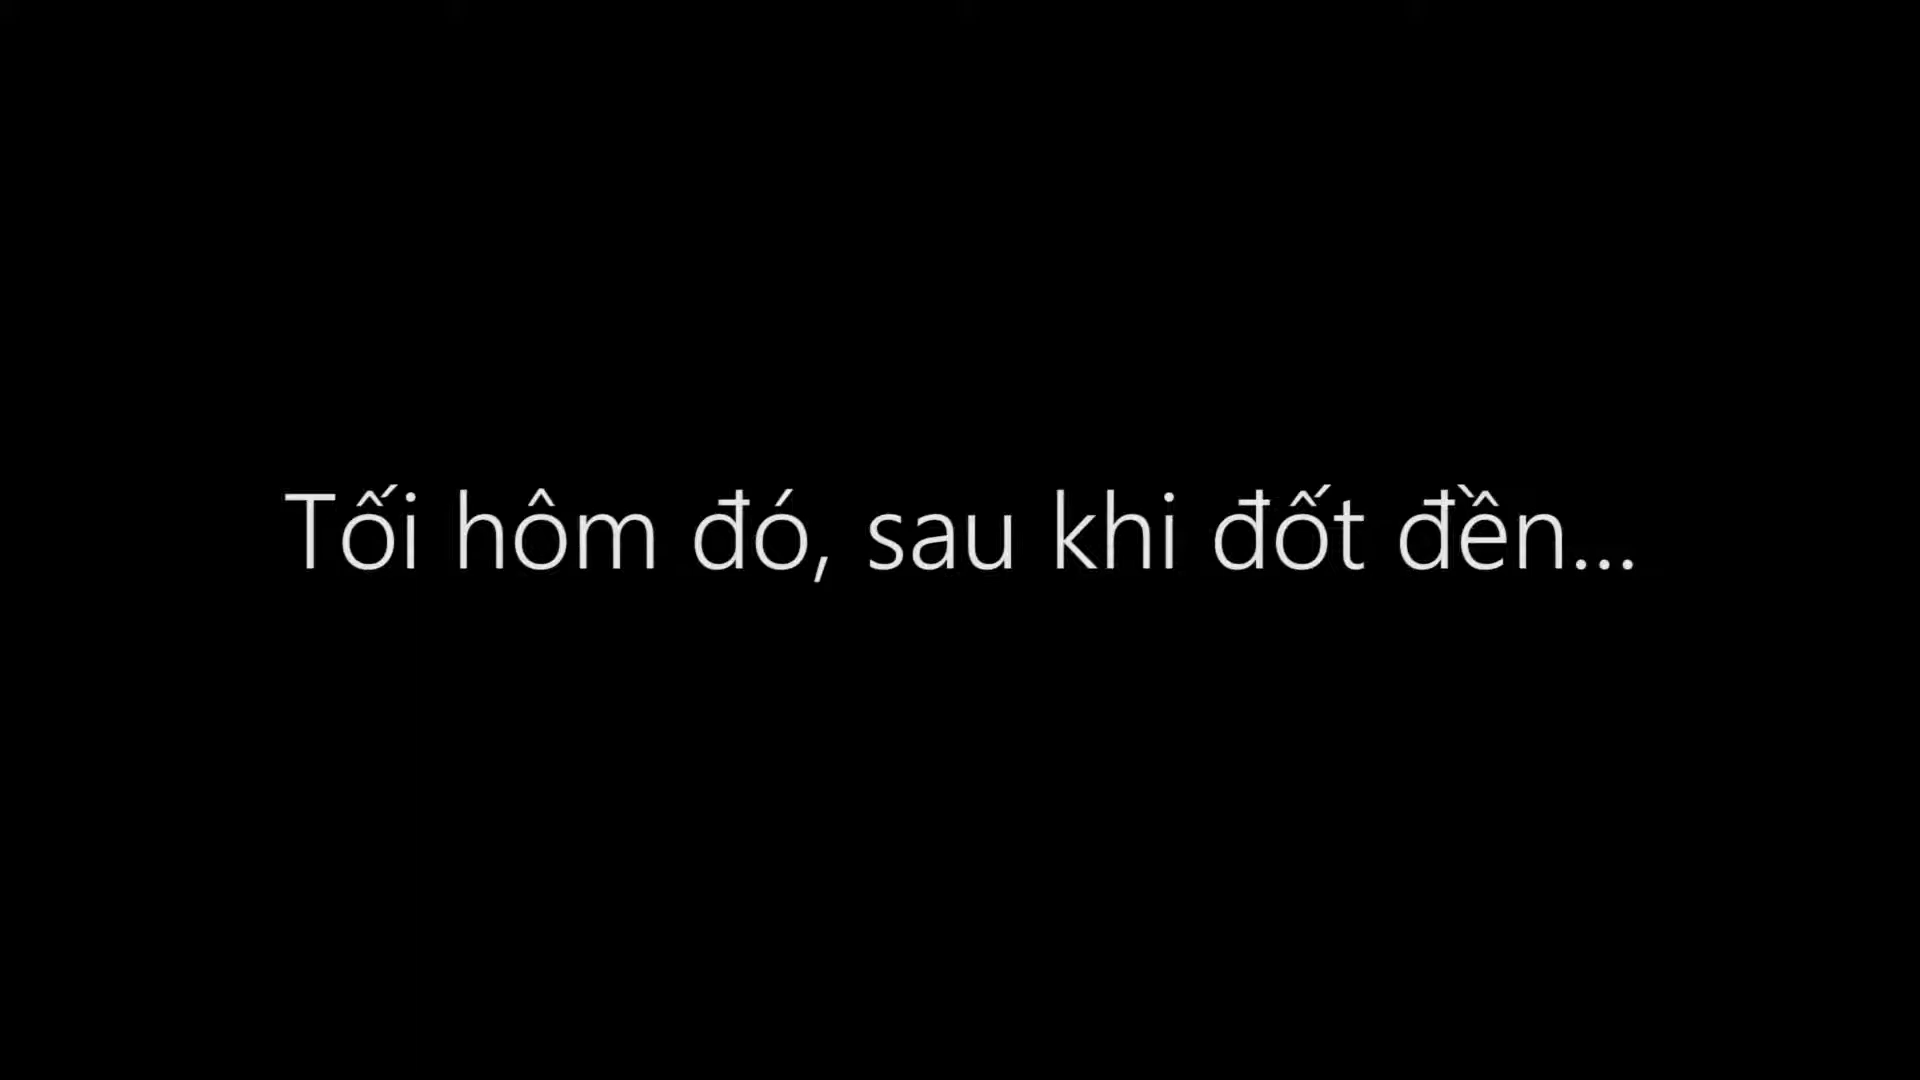 Tối hôm đó, sau khi đốt đền...